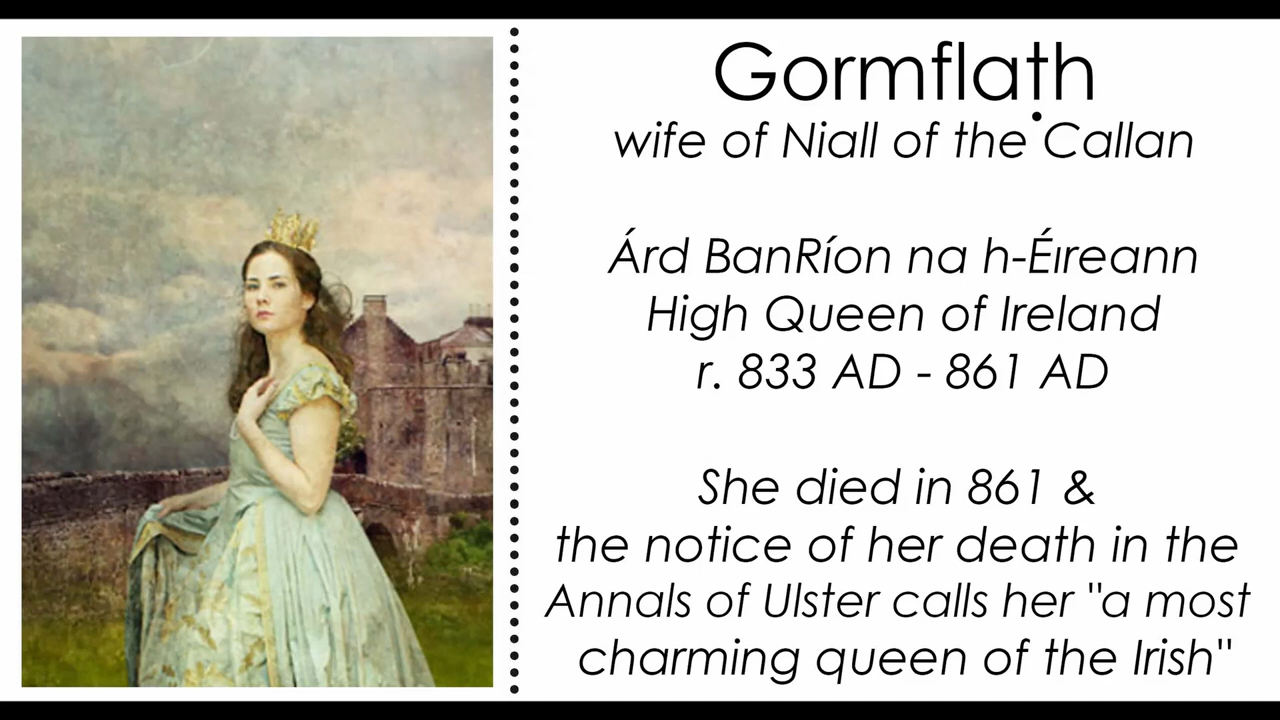 Gormflaṭh
wife of Niall of the Callan
Árd BanRíon na h-Éireann
High Queen of Ireland
r. 833 AD - 861 AD
She died in 861 &
the notice of her death in the
Annals of Ulster calls her "a most
charming queen of the Irish"